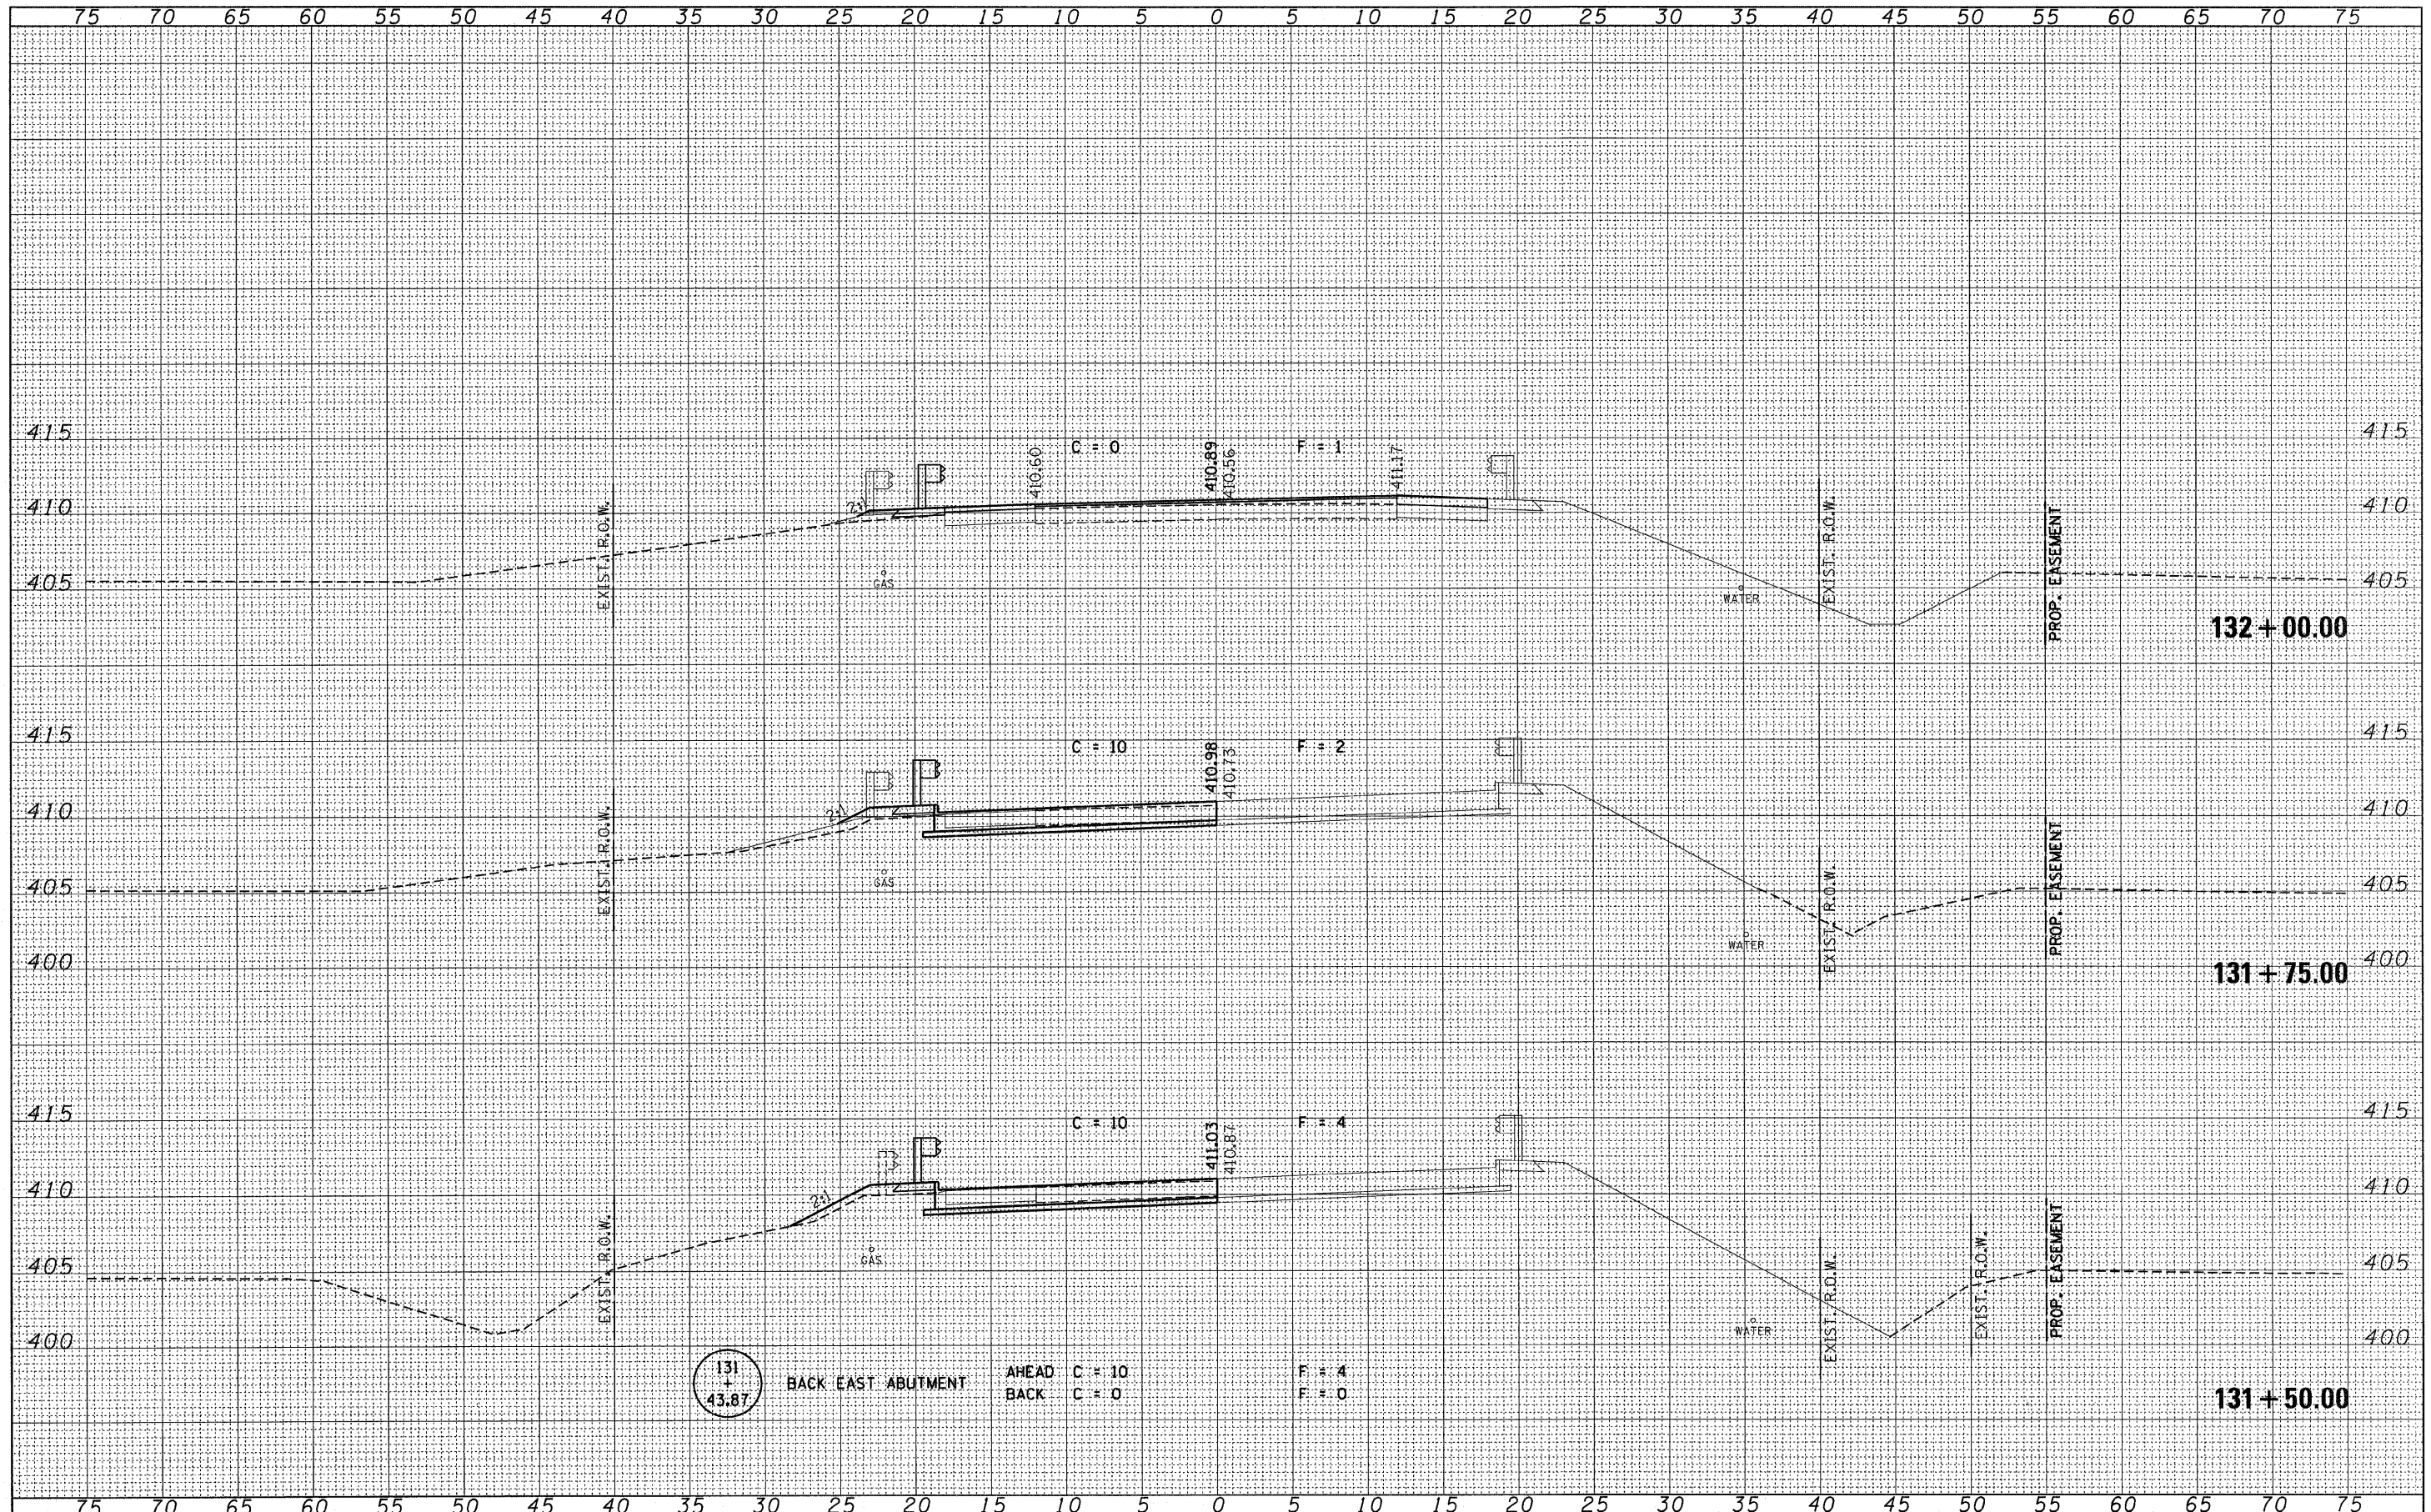 75 70 65 60 55 50 45 40 35 30 25 20 15 10 5 0 5 10 15 20 25 30 35 40 45 50 55 60 65 70 75
415 415
410 410
405 405
C = 0 F = 1
410.60
410.89
410.56
411.17
2:1
EXIST. R.O.W.
GAS
WATER
EXIST. R.O.W.
PROP. EASEMENT
132 + 00.00
415 415
410 410
405 405
400 400
C = 10 F = 2
410.98
410.73
2:1
EXIST. R.O.W.
GAS
WATER
EXIST. R.O.W.
PROP. EASEMENT
131 + 75.00
415 415
410 410
405 405
400 400
C = 10 F = 4
411.03
410.87
2:1
EXIST. R.O.W.
GAS
WATER
EXIST. R.O.W.
EXIST. R.O.W.
PROP. EASEMENT
131
+
43.87
BACK EAST ABUTMENT
AHEAD C = 10 F = 4
BACK C = 0 F = 0
131 + 50.00
75 70 65 60 55 50 45 40 35 30 25 20 15 10 5 0 5 10 15 20 25 30 35 40 45 50 55 60 65 70 75